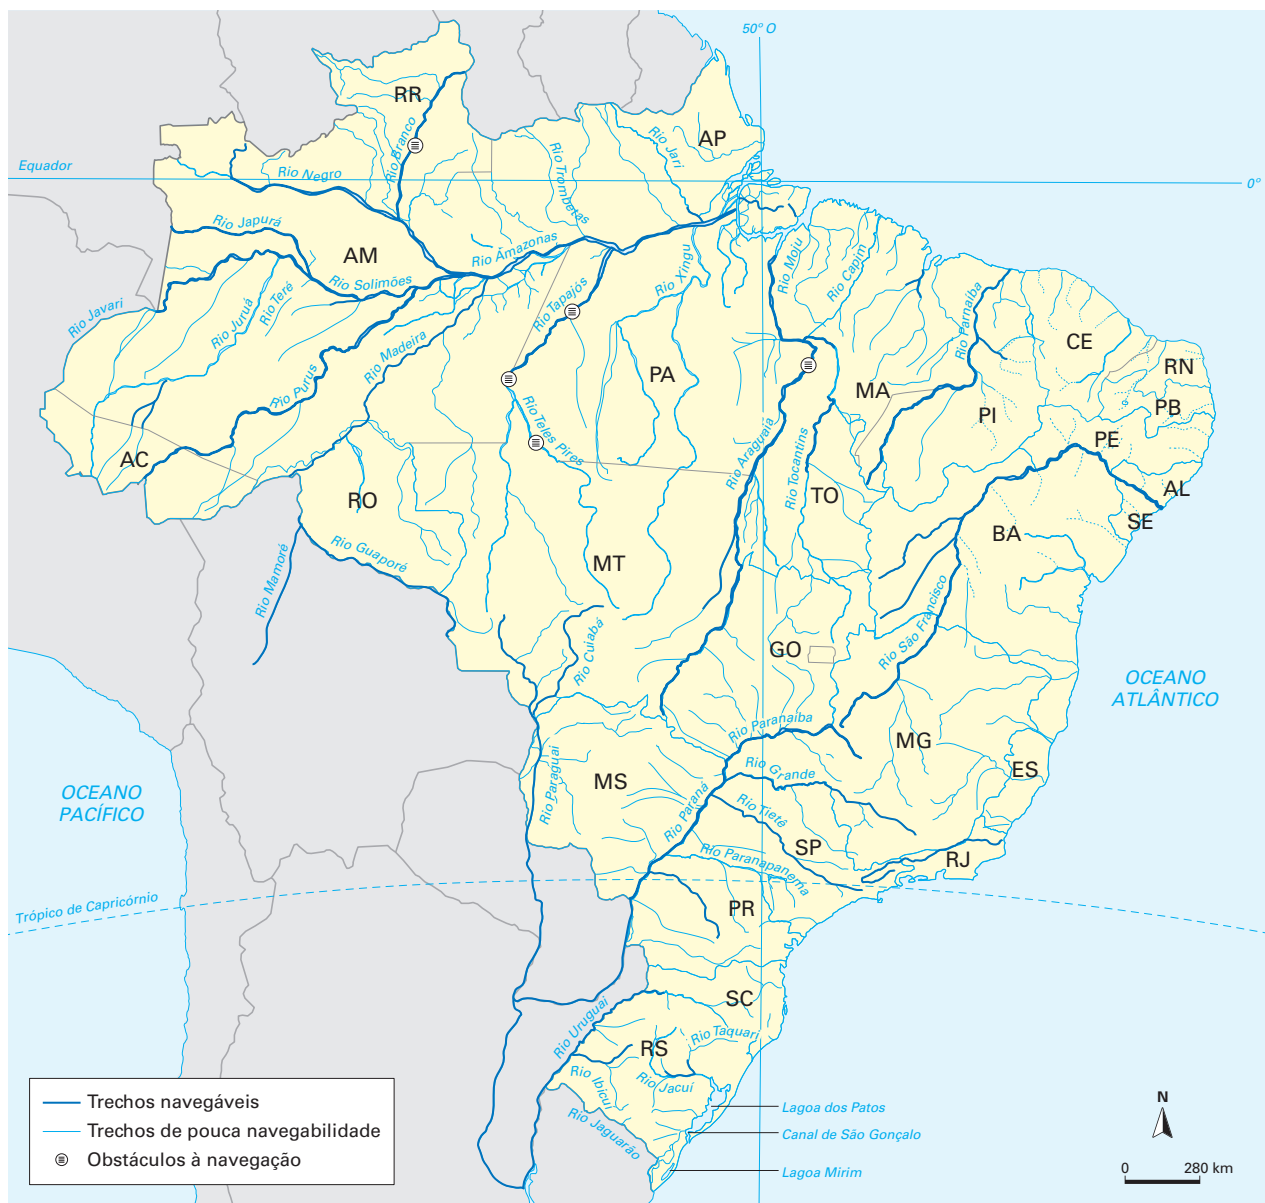 50º O
RR
AP
Rio Branco
Rio Jari
Equador
Rio Negro
Rio Trombetas
0º
Rio Japurá
AM
Rio Amazonas
Rio Xingu
Rio Moju
Rio Capim
Rio Solimões
Rio Javari
Rio Juruá
Rio Tefé
Rio Tapajós
Rio Parnaíba
Rio Madeira
CE
RN
Rio Purus
PA
MA
PI
PB
PE
Rio Teles Pires
AC
Rio Araguaia
Rio Tocantins
TO
AL
RO
SE
BA
Rio Guaporé
MT
Rio Mamoré
Rio São Francisco
Rio Cuiabá
GO
OCEANO
ATLÂNTICO
Rio Paranaíba
MG
Rio Grande
ES
MS
Rio Paraguai
Rio Paraná
OCEANO
PACÍFICO
Rio Tietê
SP
RJ
Rio Paranapanema
Trópico de Capricórnio
PR
SC
Rio Uruguai
Rio Taquari
RS
Rio Ibicuí
Rio Jacuí
Rio Jaguarão
Lagoa dos Patos
Canal de São Gonçalo
Lagoa Mirim
Trechos navegáveis
Trechos de pouca navegabilidade
Obstáculos à navegação
N
0 280 km